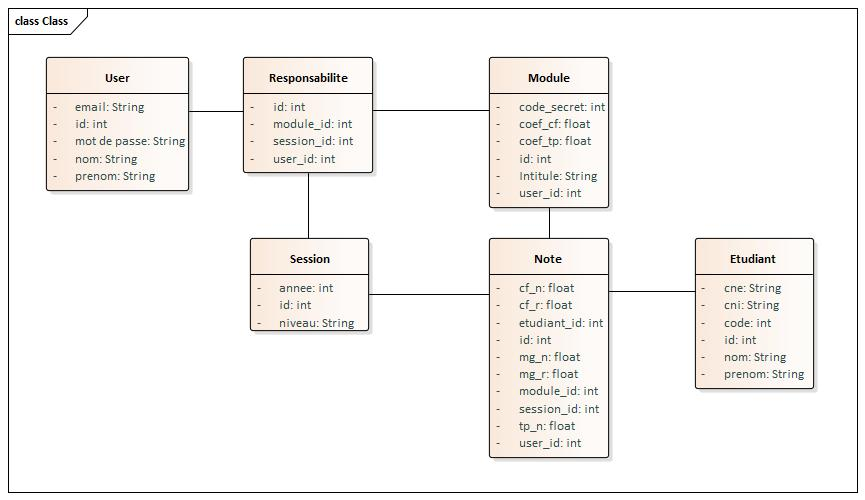 class Class
User
- email: String
- id: int
- mot de passe: String
- nom: String
- prenom: String
Responsabilite
- id: int
- module_id: int
- session_id: int
- user_id: int
Module
- code_secret: int
- coef_cf: float
- coef_tp: float
- id: int
- Intitule: String
- user_id: int
Session
- annee: int
- id: int
- niveau: String
Note
- cf_n: float
- cf_r: float
- etudiant_id: int
- id: int
- mg_n: float
- mg_r: float
- module_id: int
- session_id: int
- tp_n: float
- user_id: int
Etudiant
- cne: String
- cni: String
- code: int
- id: int
- nom: String
- prenom: String